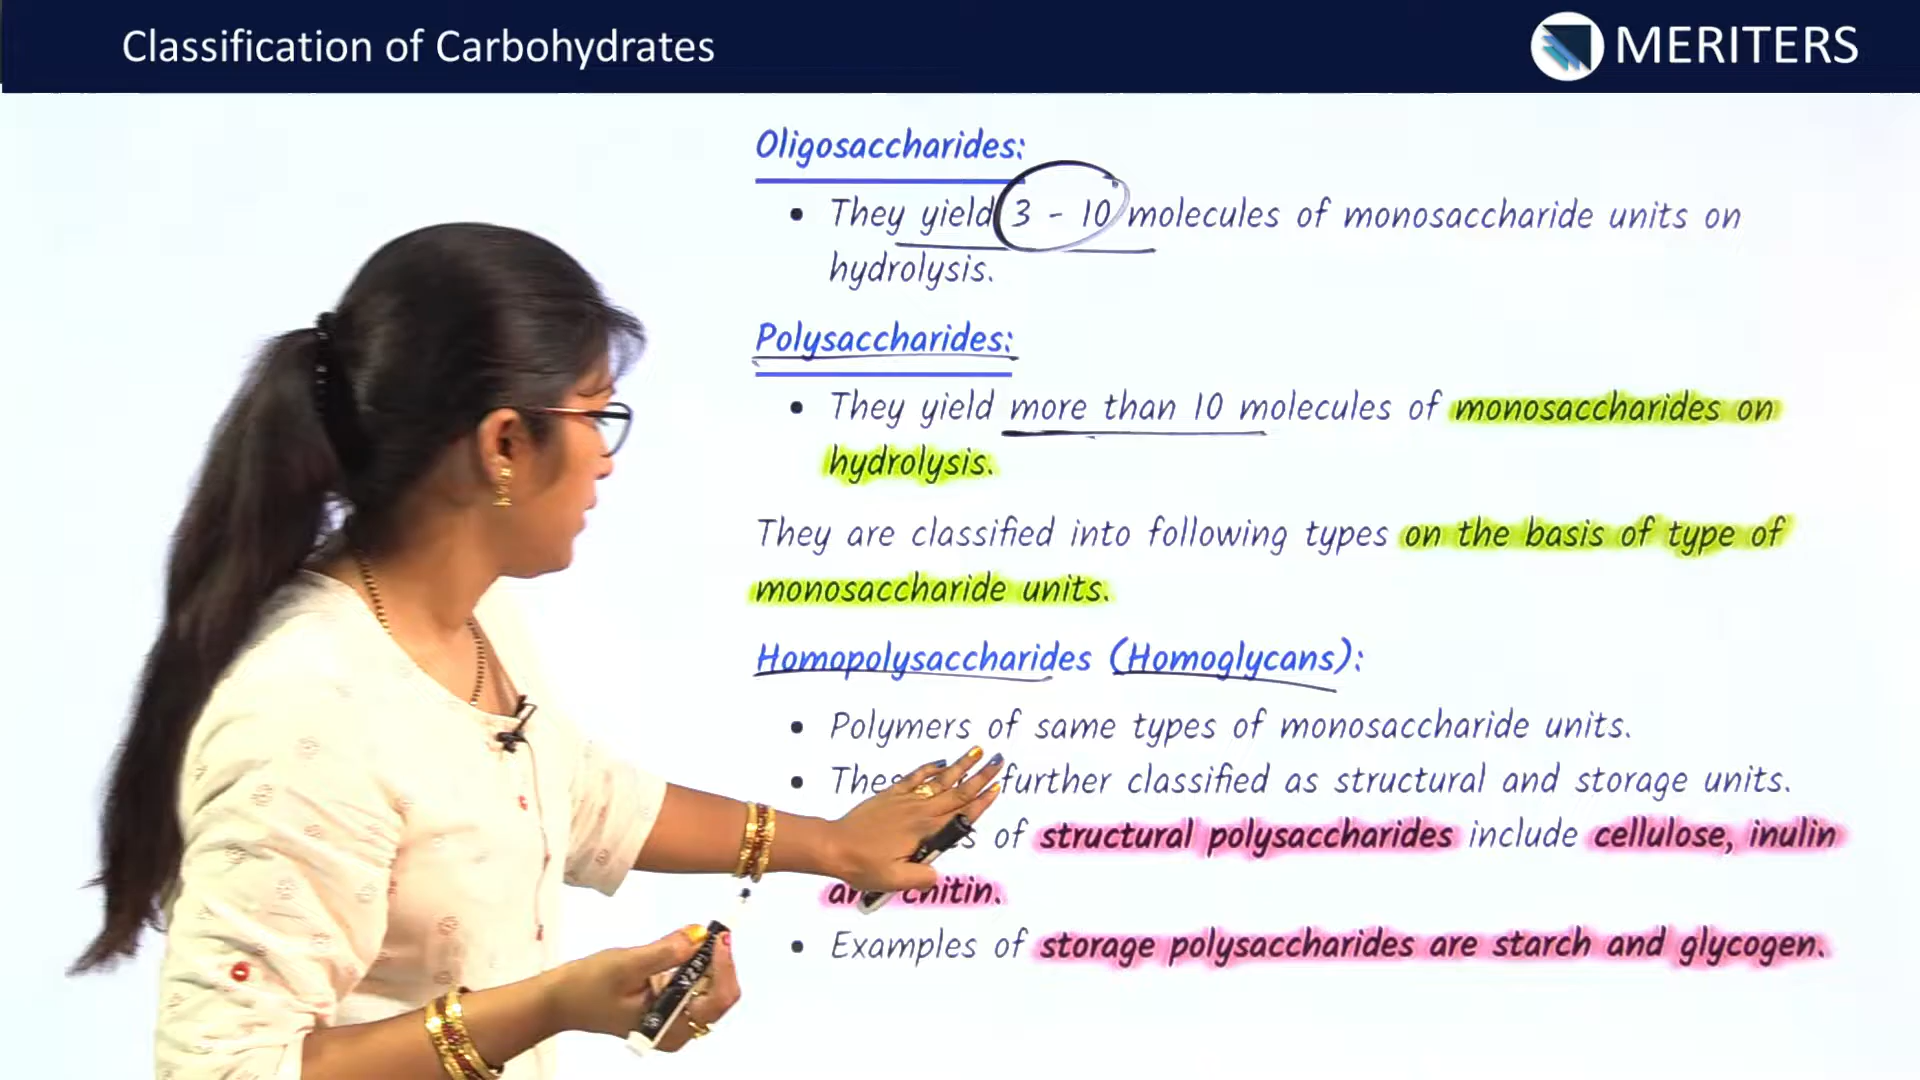 Classification of Carbohydrates
MERITERS
Oligosaccharides:
• They yield 3 - 10 molecules of monosaccharide units on
hydrolysis.
Polysaccharides:
• They yield more than 10 molecules of monosaccharides on
hydrolysis.
They are classified into following types on the basis of type of
monosaccharide units.
Homopolysaccharides (Homoglycans):
• Polymers of same types of monosaccharide units.
• further classified as structural and storage units.
of structural polysaccharides include cellulose, inulin
chitin.
• Examples of storage polysaccharides are starch and glycogen.